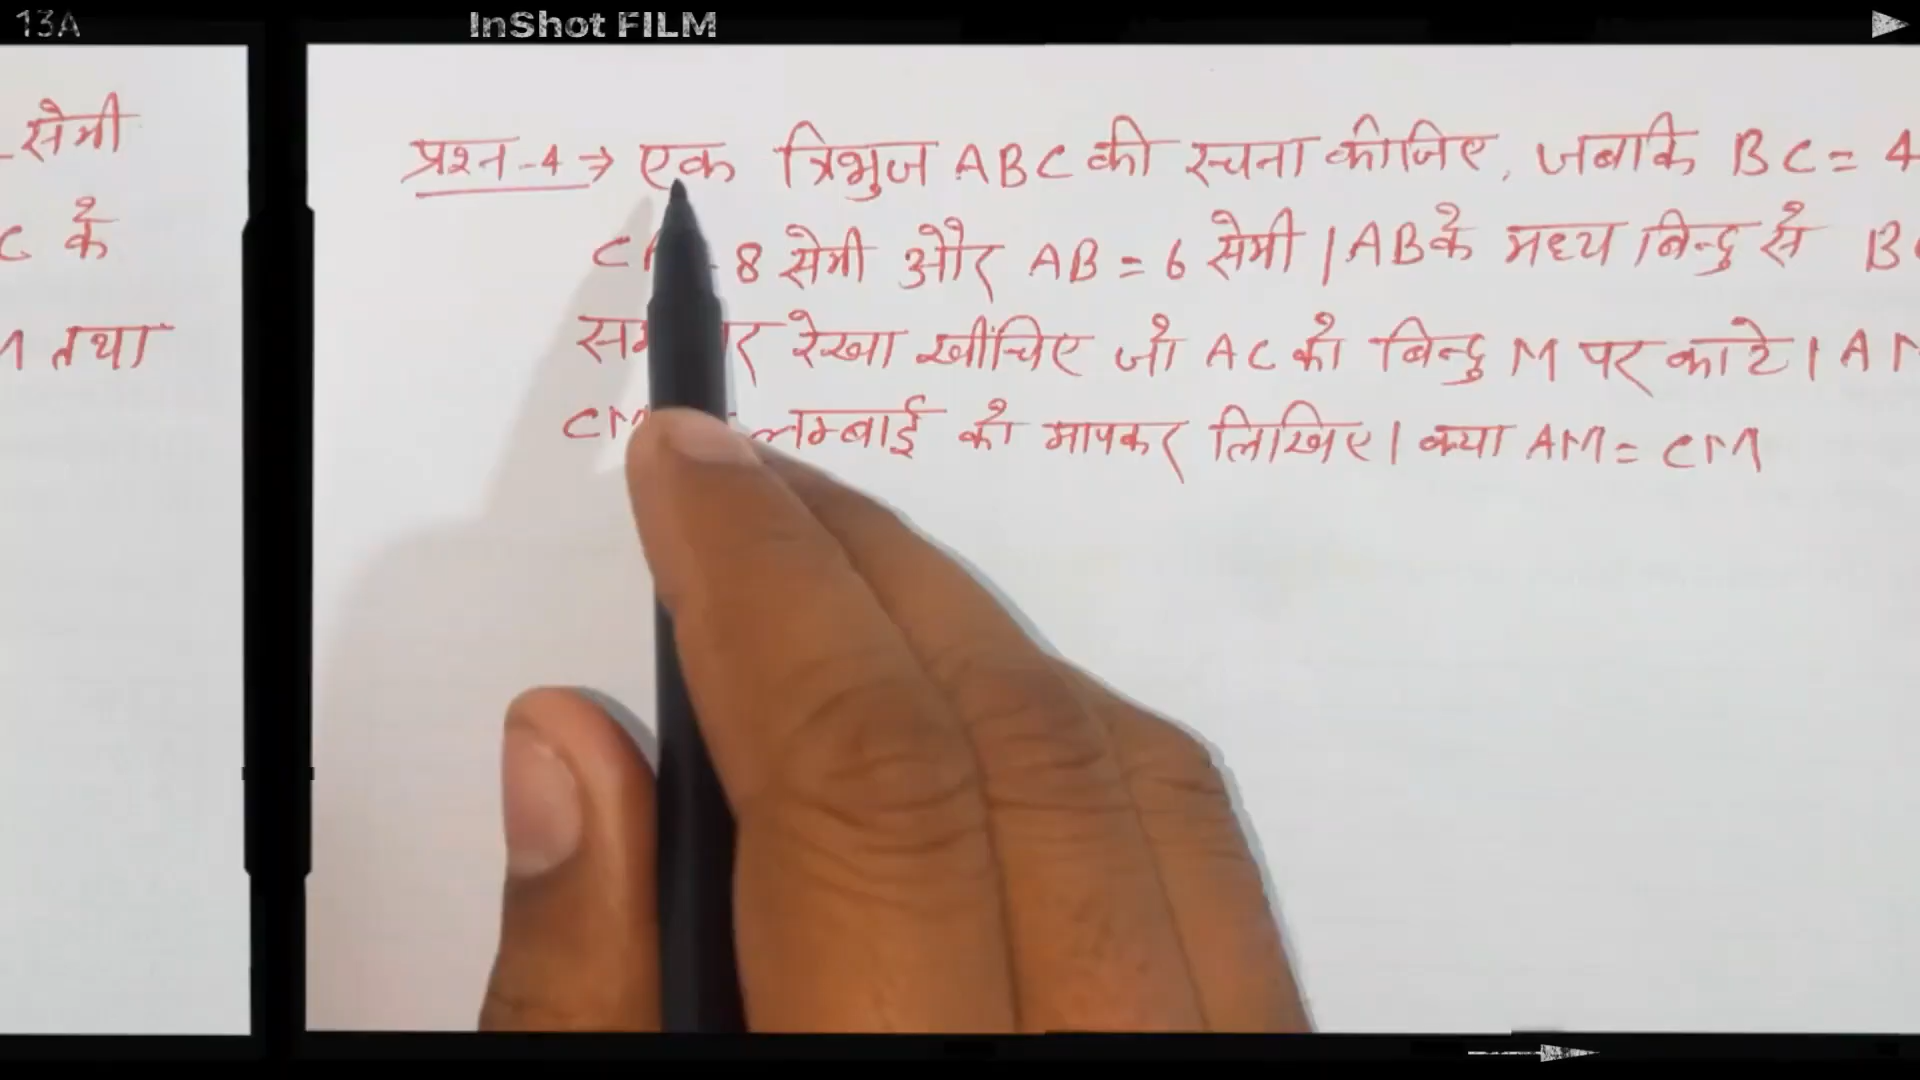 13A InShot FILM
सेमी
C के
तथा
प्रश्न-4 → एक त्रिभुज ABC की रचना कीजिए, जबकि BC = 4
8 सेमी और AB = 6 सेमी | AB के मध्य बिन्दु से B
रेखा खींचिए जो AC को बिन्दु M पर काटे | A
CM लम्बाई को मापकर लिखिए | क्या AM = CM